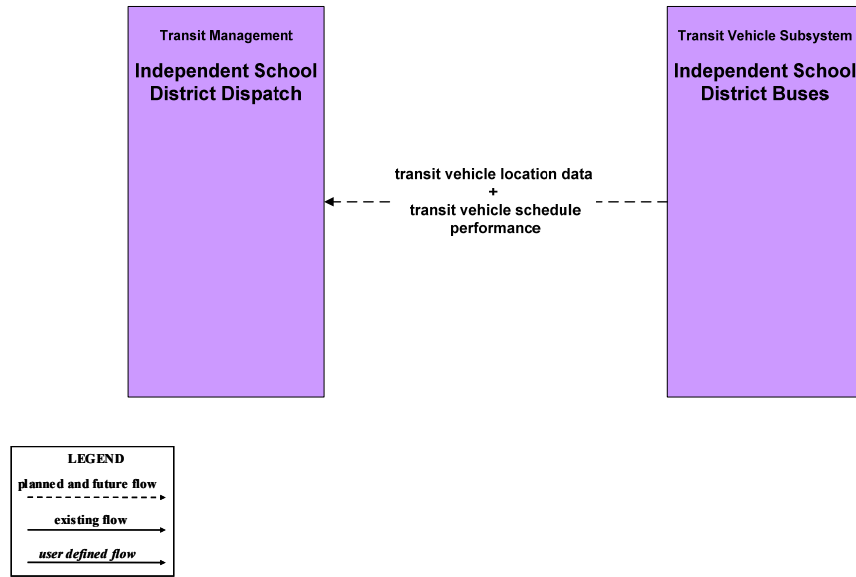 Transit Management
Independent School
District Dispatch
Transit Vehicle Subsystem
Independent School
District Buses
transit vehicle location data
+
transit vehicle schedule
performance
LEGEND
planned and future flow
existing flow
user defined flow